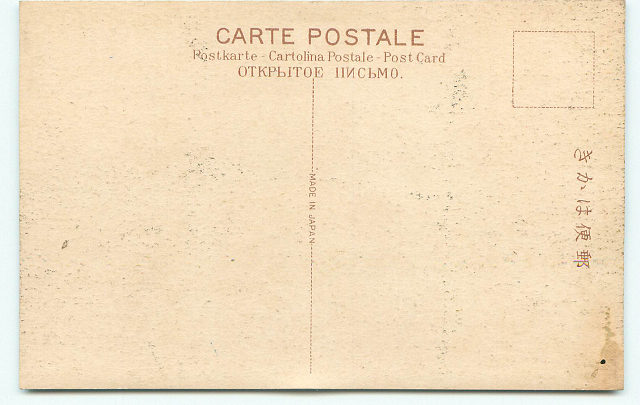 CARTE POSTALE
Postkarte - Cartolina Postale - Post Card
ОТКРЫТОЕ ПИСЬМО.
MADE IN JAPAN
きかは便郵